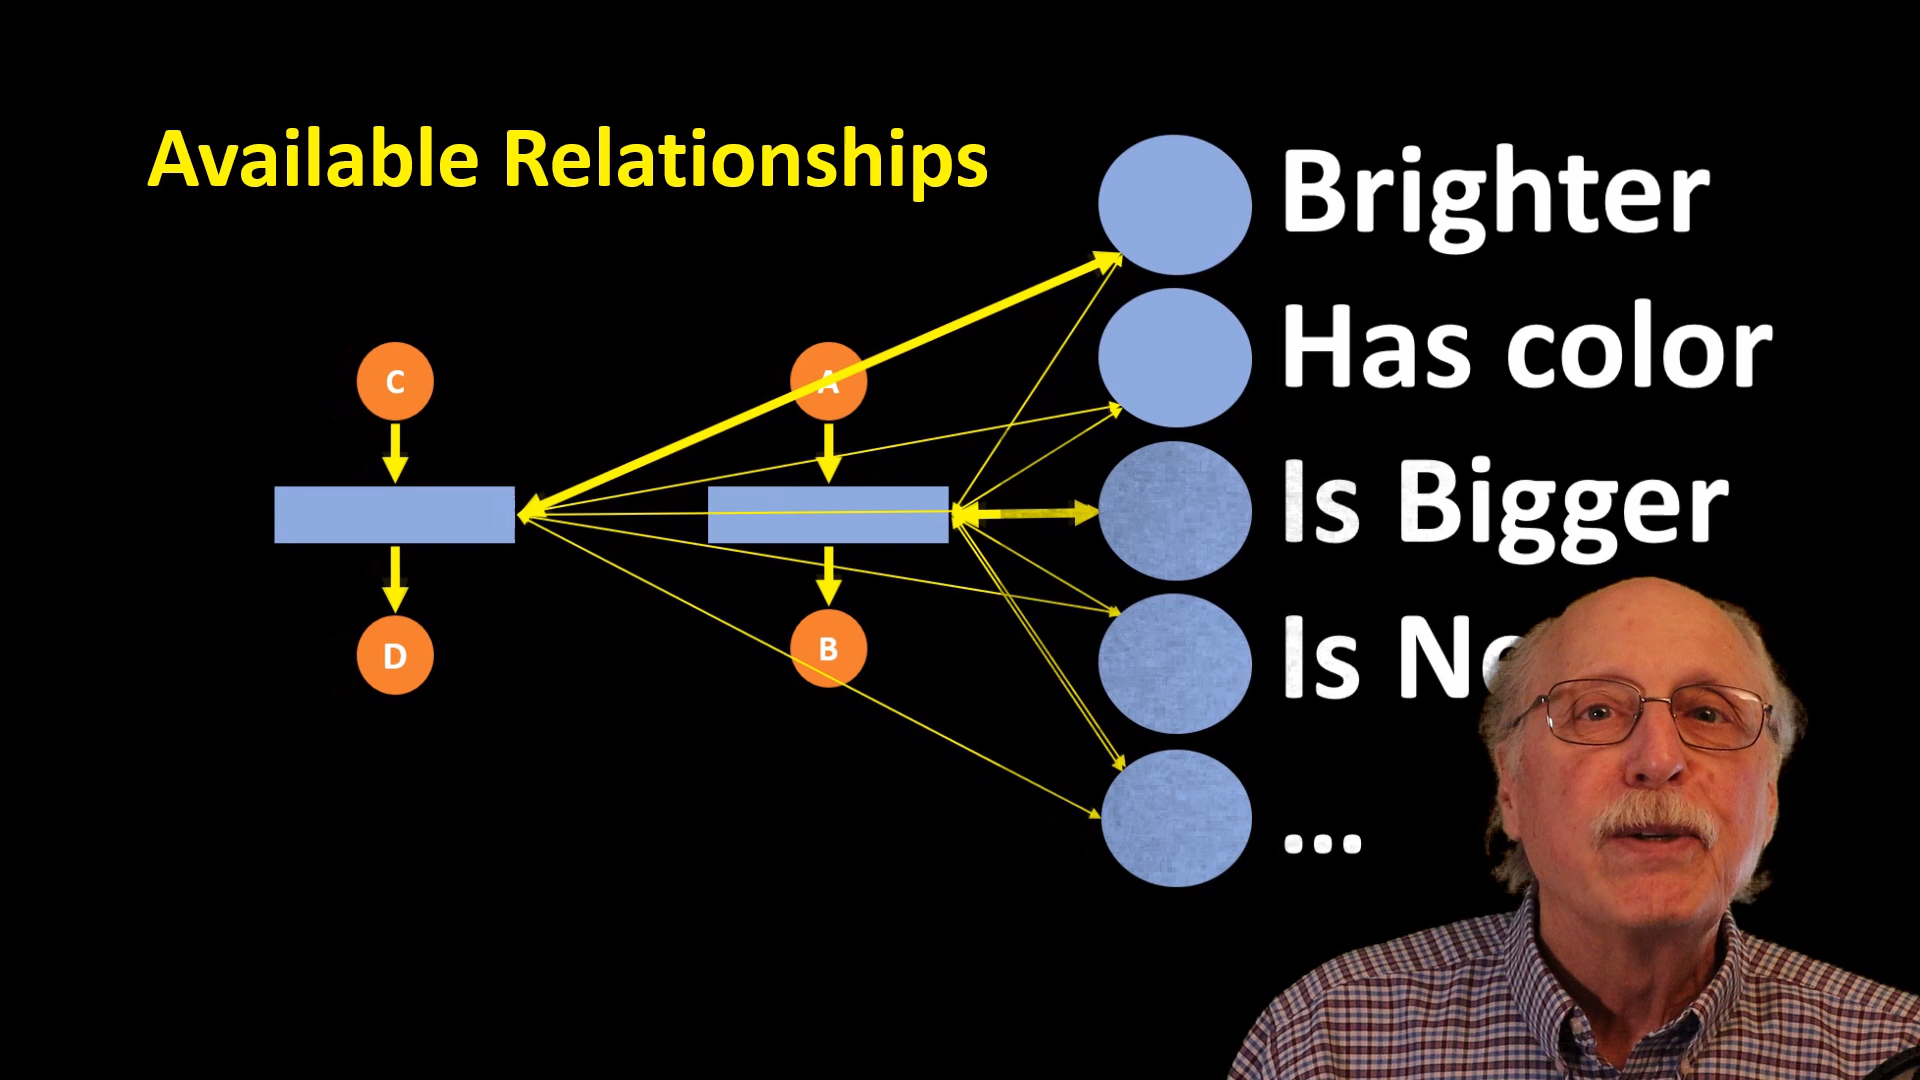 Available Relationships
Brighter
Has color
C
A
Is Bigger
Is
D
B
...